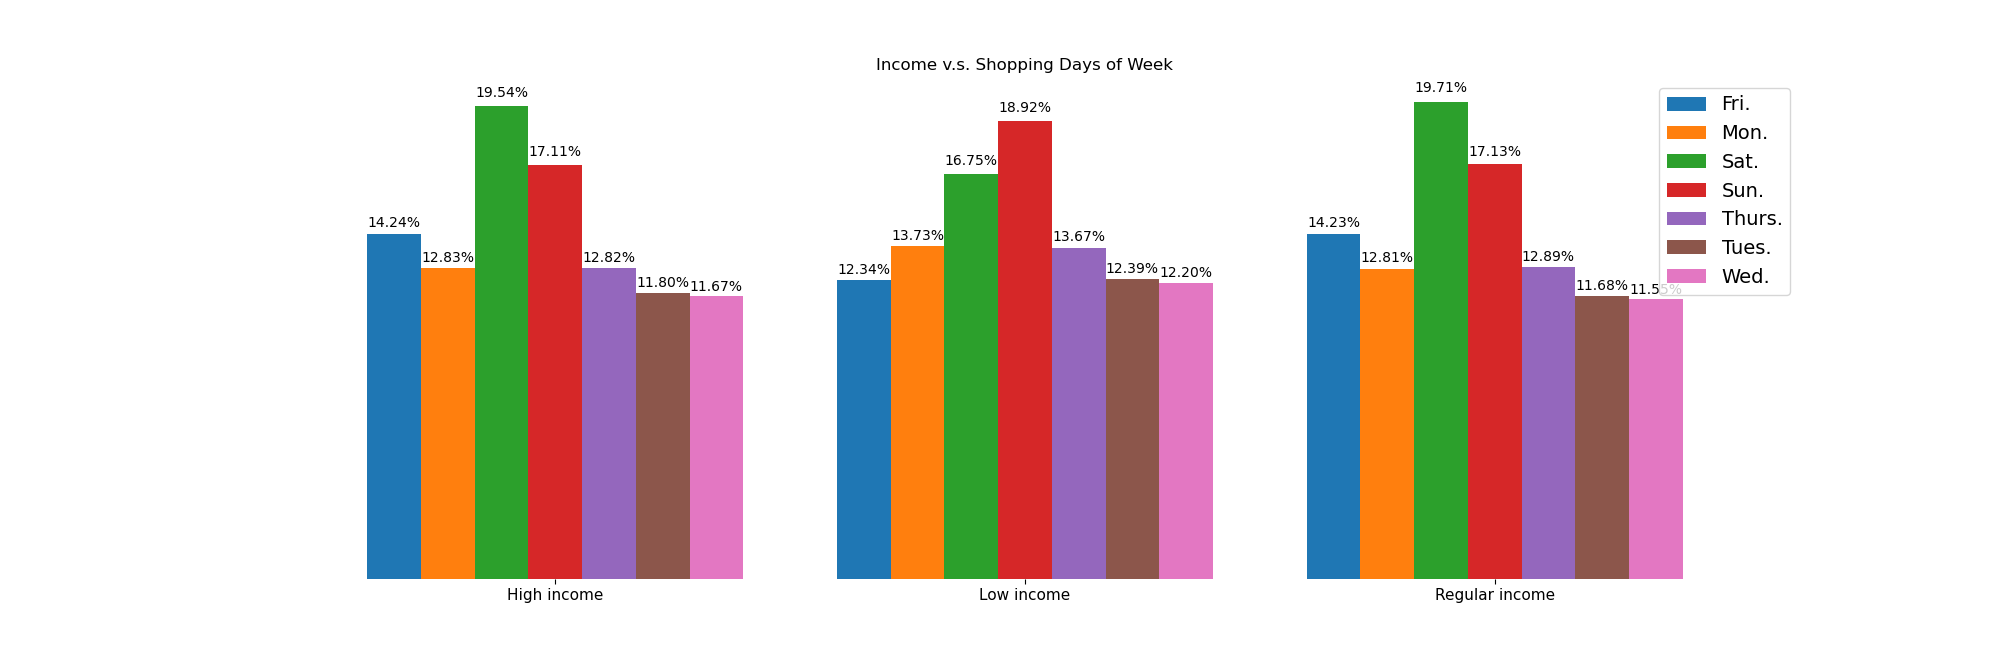 Income v.s. Shopping Days of Week
19.54%
17.11%
14.24%
12.83%
12.82%
11.80%
11.67%
High income
18.92%
16.75%
13.73%
13.67%
12.34%
12.39%
12.20%
Low income
19.71%
17.13%
14.23%
12.81%
12.89%
11.68%
11.55%
Regular income
Fri.
Mon.
Sat.
Sun.
Thurs.
Tues.
Wed.